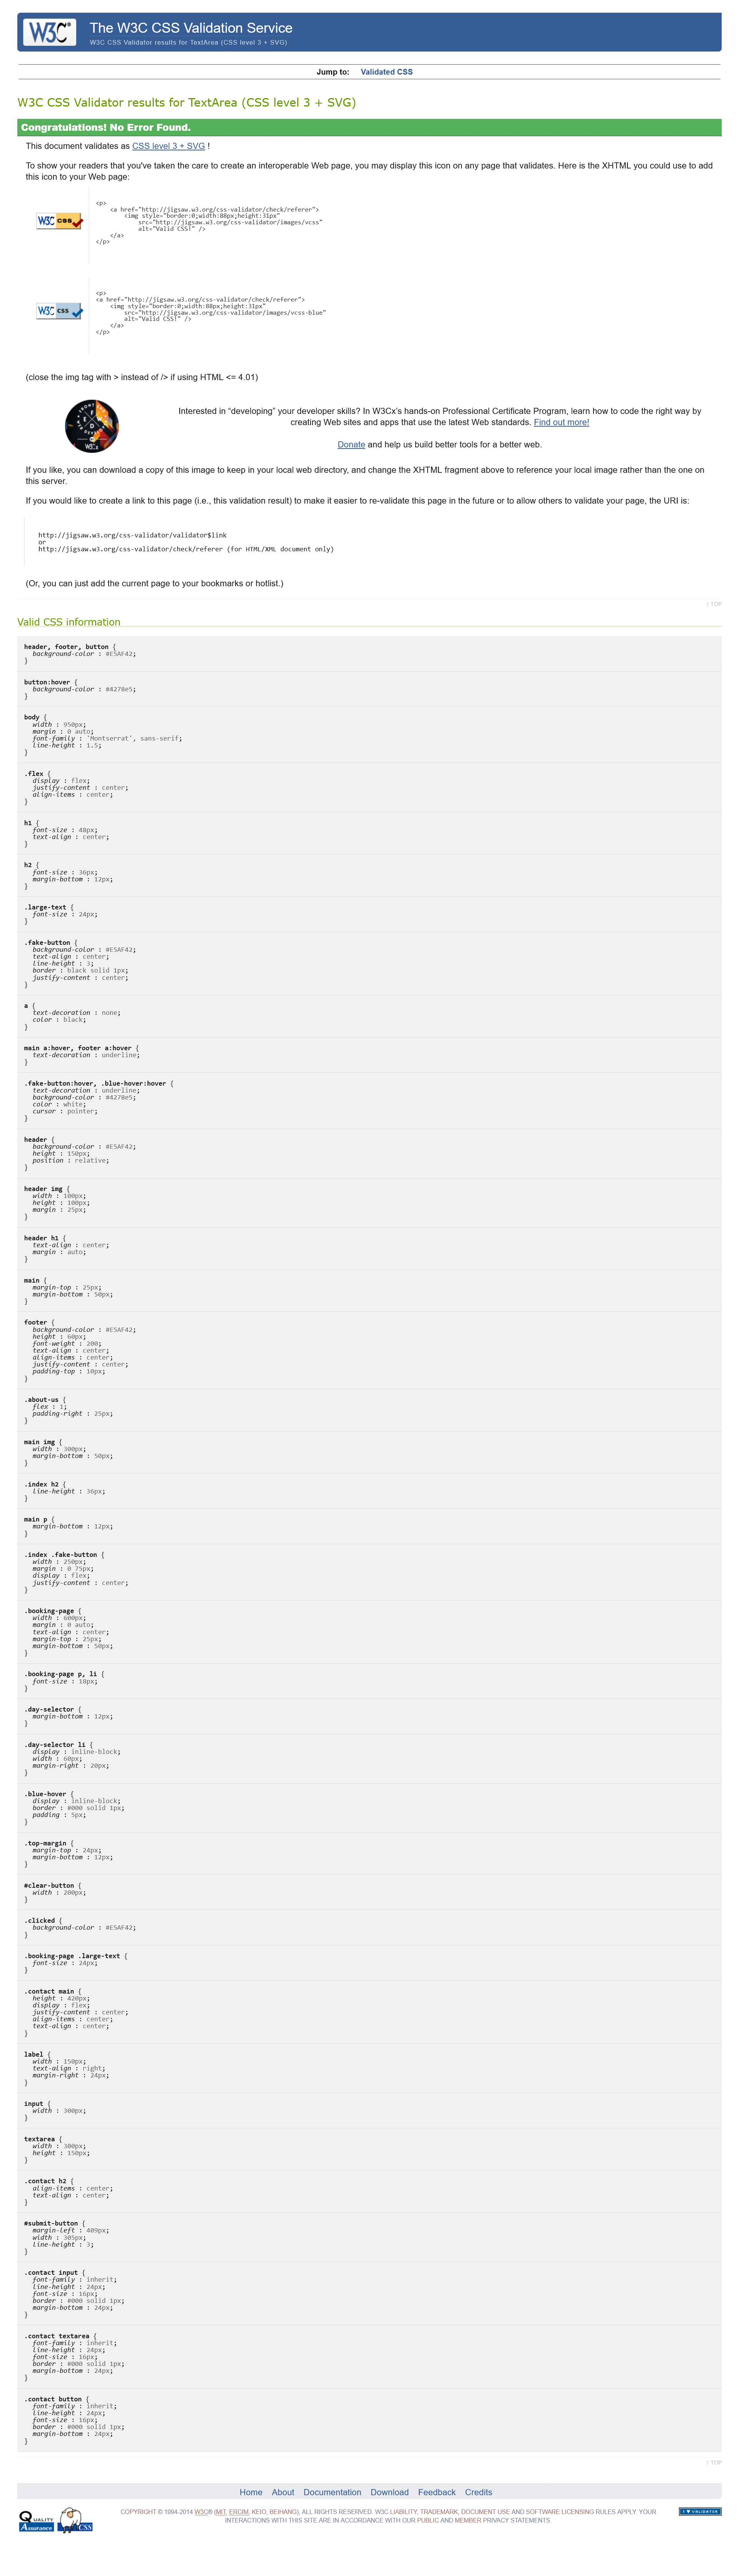 W3C®
The W3C CSS Validation Service
W3C CSS Validator results for TextArea (CSS level 3 + SVG)
Jump to: Validated CSS
W3C CSS Validator results for TextArea (CSS level 3 + SVG)
Congratulations! No Error Found.
This document validates as CSS level 3 + SVG !
To show your readers that you've taken the care to create an interoperable Web page, you may display this icon on any page that validates. Here is the XHTML you could use to add
this icon to your Web page:
W3C CSS
<p>
<a href="http://jigsaw.w3.org/css-validator/check/referer">
<img style="border:0;width:88px;height:31px"
src="http://jigsaw.w3.org/css-validator/images/vcss"
alt="Valid CSS!" />
</a>
</p>
W3C CSS
<p>
<a href="http://jigsaw.w3.org/css-validator/check/referer">
<img style="border:0;width:88px;height:31px"
src="http://jigsaw.w3.org/css-validator/images/vcss-blue"
alt="Valid CSS!" />
</a>
</p>
(close the img tag with > instead of /> if using HTML <= 4.01)
Interested in “developing” your developer skills? In W3Cx’s hands-on Professional Certificate Program, learn how to code the right way by
creating Web sites and apps that use the latest Web standards. Find out more!
Donate and help us build better tools for a better web.
If you like, you can download a copy of this image to keep in your local web directory, and change the XHTML fragment above to reference your local image rather than the one on
this server.
If you would like to create a link to this page (i.e., this validation result) to make it easier to re-validate this page in the future or to allow others to validate your page, the URI is:
http://jigsaw.w3.org/css-validator/validator$link
or
http://jigsaw.w3.org/css-validator/check/referer (for HTML/XML document only)
(Or, you can just add the current page to your bookmarks or hotlist.)
↑ TOP
Valid CSS information
header, footer, button {
background-color : #E5AF42;
}
button:hover {
background-color : #4278e5;
}
body {
width : 950px;
margin : 0 auto;
font-family : 'Montserrat', sans-serif;
line-height : 1.5;
}
.flex {
display : flex;
justify-content : center;
align-items : center;
}
h1 {
font-size : 48px;
text-align : center;
}
h2 {
font-size : 36px;
margin-bottom : 12px;
}
.large-text {
font-size : 24px;
}
.fake-button {
background-color : #E5AF42;
text-align : center;
line-height : 3;
border : black solid 1px;
justify-content : center;
}
a {
text-decoration : none;
color : black;
}
main a:hover, footer a:hover {
text-decoration : underline;
}
.fake-button:hover, .blue-hover:hover {
text-decoration : underline;
background-color : #4278e5;
color : white;
cursor : pointer;
}
header {
background-color : #E5AF42;
height : 150px;
position : relative;
}
header img {
width : 100px;
height : 100px;
margin : 25px;
}
header h1 {
text-align : center;
margin : auto;
}
main {
margin-top : 25px;
margin-bottom : 50px;
}
footer {
background-color : #E5AF42;
height : 60px;
font-weight : 200;
text-align : center;
align-items : center;
justify-content : center;
padding-top : 10px;
}
.about-us {
flex : 1;
padding-right : 25px;
}
main img {
width : 300px;
margin-bottom : 50px;
}
.index h2 {
line-height : 36px;
}
main p {
margin-bottom : 12px;
}
.index .fake-button {
width : 250px;
margin : 0 75px;
display : flex;
justify-content : center;
}
.booking-page {
width : 600px;
margin : 0 auto;
text-align : center;
margin-top : 25px;
margin-bottom : 50px;
}
.booking-page p, li {
font-size : 18px;
}
.day-selector {
margin-bottom : 12px;
}
.day-selector li {
display : inline-block;
width : 60px;
margin-right : 20px;
}
.blue-hover {
display : inline-block;
border : #000 solid 1px;
padding : 5px;
}
.top-margin {
margin-top : 24px;
margin-bottom : 12px;
}
#clear-button {
width : 200px;
}
.clicked {
background-color : #E5AF42;
}
.booking-page .large-text {
font-size : 24px;
}
.contact main {
height : 420px;
display : flex;
justify-content : center;
align-items : center;
text-align : center;
}
label {
width : 150px;
text-align : right;
margin-right : 24px;
}
input {
width : 300px;
}
textarea {
width : 300px;
height : 150px;
}
.contact h2 {
align-items : center;
text-align : center;
}
#submit-button {
margin-left : 409px;
width : 305px;
line-height : 3;
}
.contact input {
font-family : inherit;
line-height : 24px;
font-size : 16px;
border : #000 solid 1px;
margin-bottom : 24px;
}
.contact textarea {
font-family : inherit;
line-height : 24px;
font-size : 16px;
border : #000 solid 1px;
margin-bottom : 24px;
}
.contact button {
font-family : inherit;
line-height : 24px;
font-size : 16px;
border : #000 solid 1px;
margin-bottom : 24px;
}
↑ TOP
Home About Documentation Download Feedback Credits
Quality
Assurance
CSS
COPYRIGHT © 1994-2014 W3C® (MIT, ERCIM, KEIO, BEIHANG), ALL RIGHTS RESERVED. W3C LIABILITY, TRADEMARK, DOCUMENT USE AND SOFTWARE LICENSING RULES APPLY. YOUR
INTERACTIONS WITH THIS SITE ARE IN ACCORDANCE WITH OUR PUBLIC AND MEMBER PRIVACY STATEMENTS.
I ♥ VALIDATOR